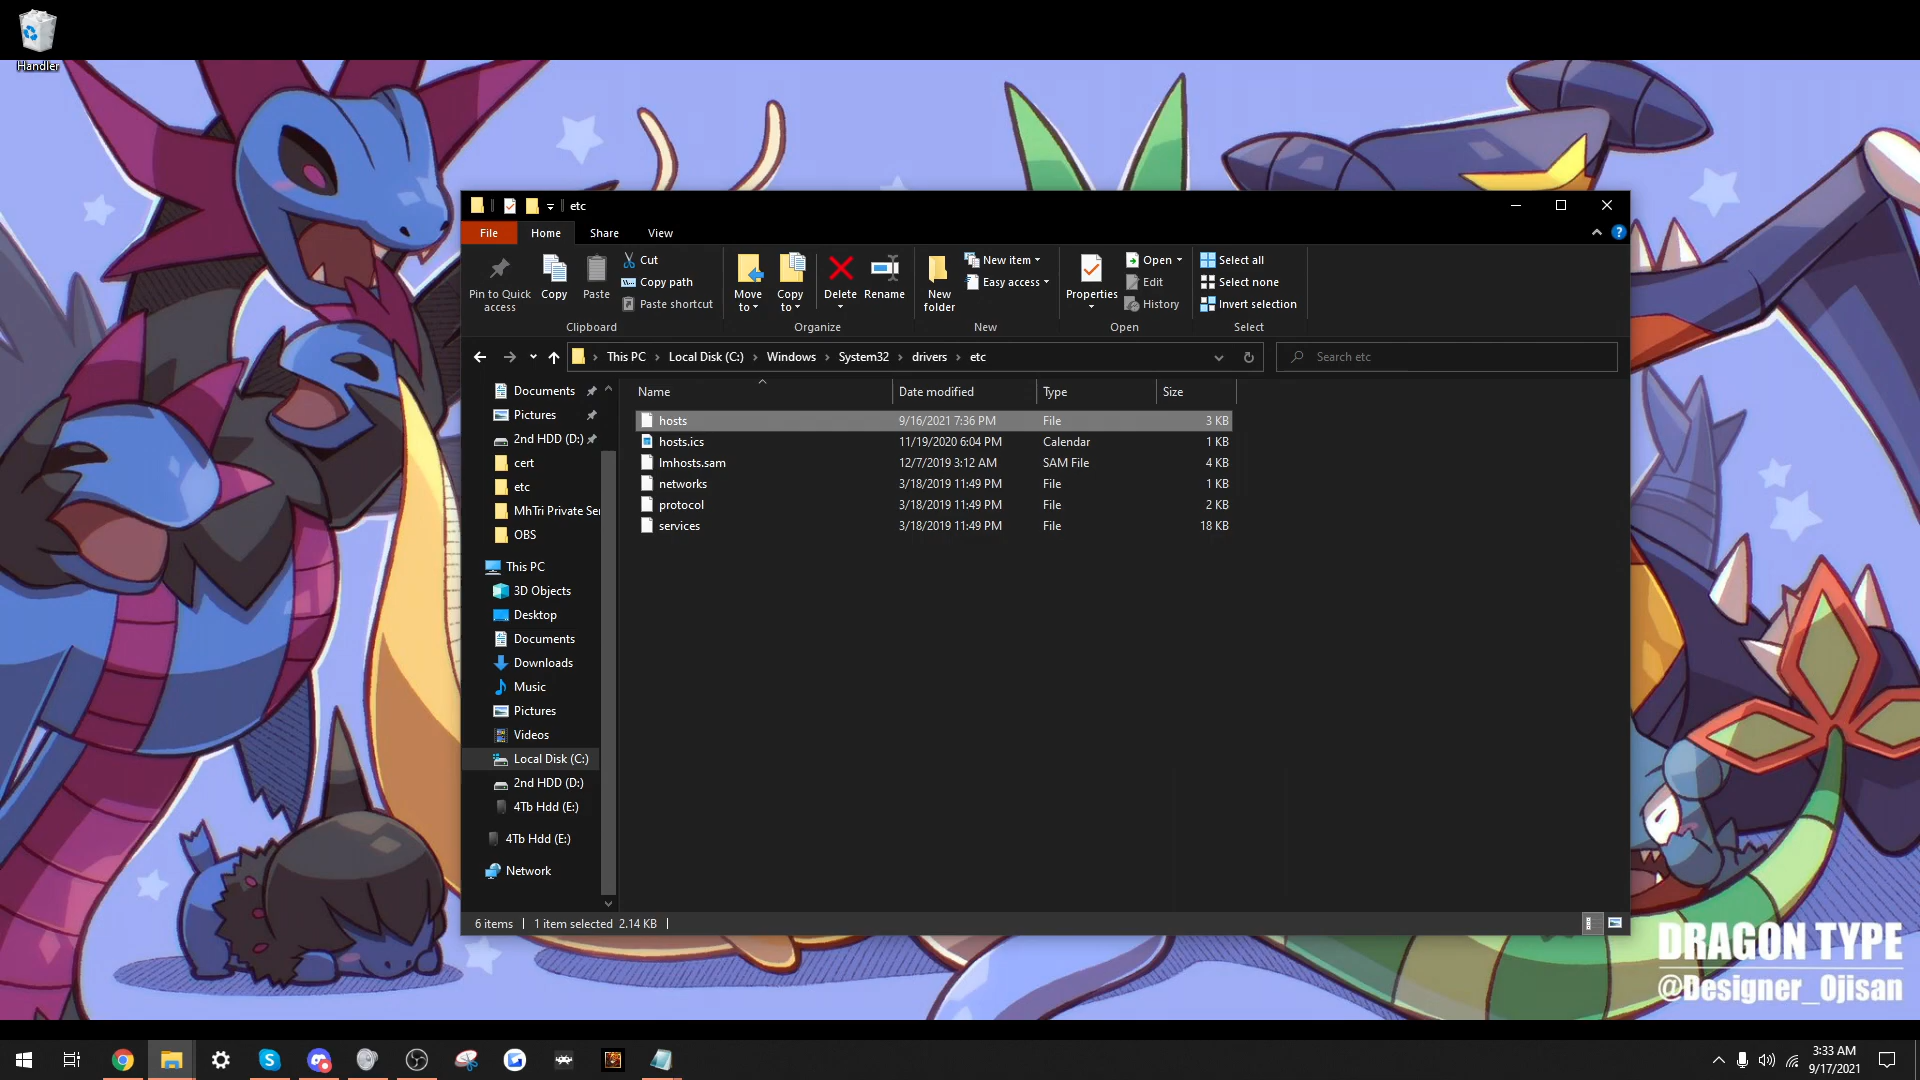 Handler
etc
File
Home
Share
View
Pin to Quick access
Copy
Paste
Cut
Copy path
Paste shortcut
Clipboard
Move to
Copy to
Delete
Rename
Organize
New folder
New item
Easy access
New
Properties
Open
Edit
History
Open
Select all
Select none
Invert selection
Select
This PC
Local Disk (C:)
Windows
System32
drivers
etc
Search etc
Documents
Pictures
2nd HDD (D:)
cert
etc
MhTri Private Ser
OBS
This PC
3D Objects
Desktop
Documents
Downloads
Music
Pictures
Videos
Local Disk (C:)
2nd HDD (D:)
4Tb Hdd (E:)
4Tb Hdd (E:)
Network
Name Date modified Type Size
hosts 9/16/2021 7:36 PM File 3 KB
hosts.ics 11/19/2020 6:04 PM Calendar 1 KB
lmhosts.sam 12/7/2019 3:12 AM SAM File 4 KB
networks 3/18/2019 11:49 PM File 1 KB
protocol 3/18/2019 11:49 PM File 2 KB
services 3/18/2019 11:49 PM File 18 KB
6 items 1 item selected 2.14 KB
DRAGON TYPE
@Designer_Ojisan
3:33 AM
9/17/2021